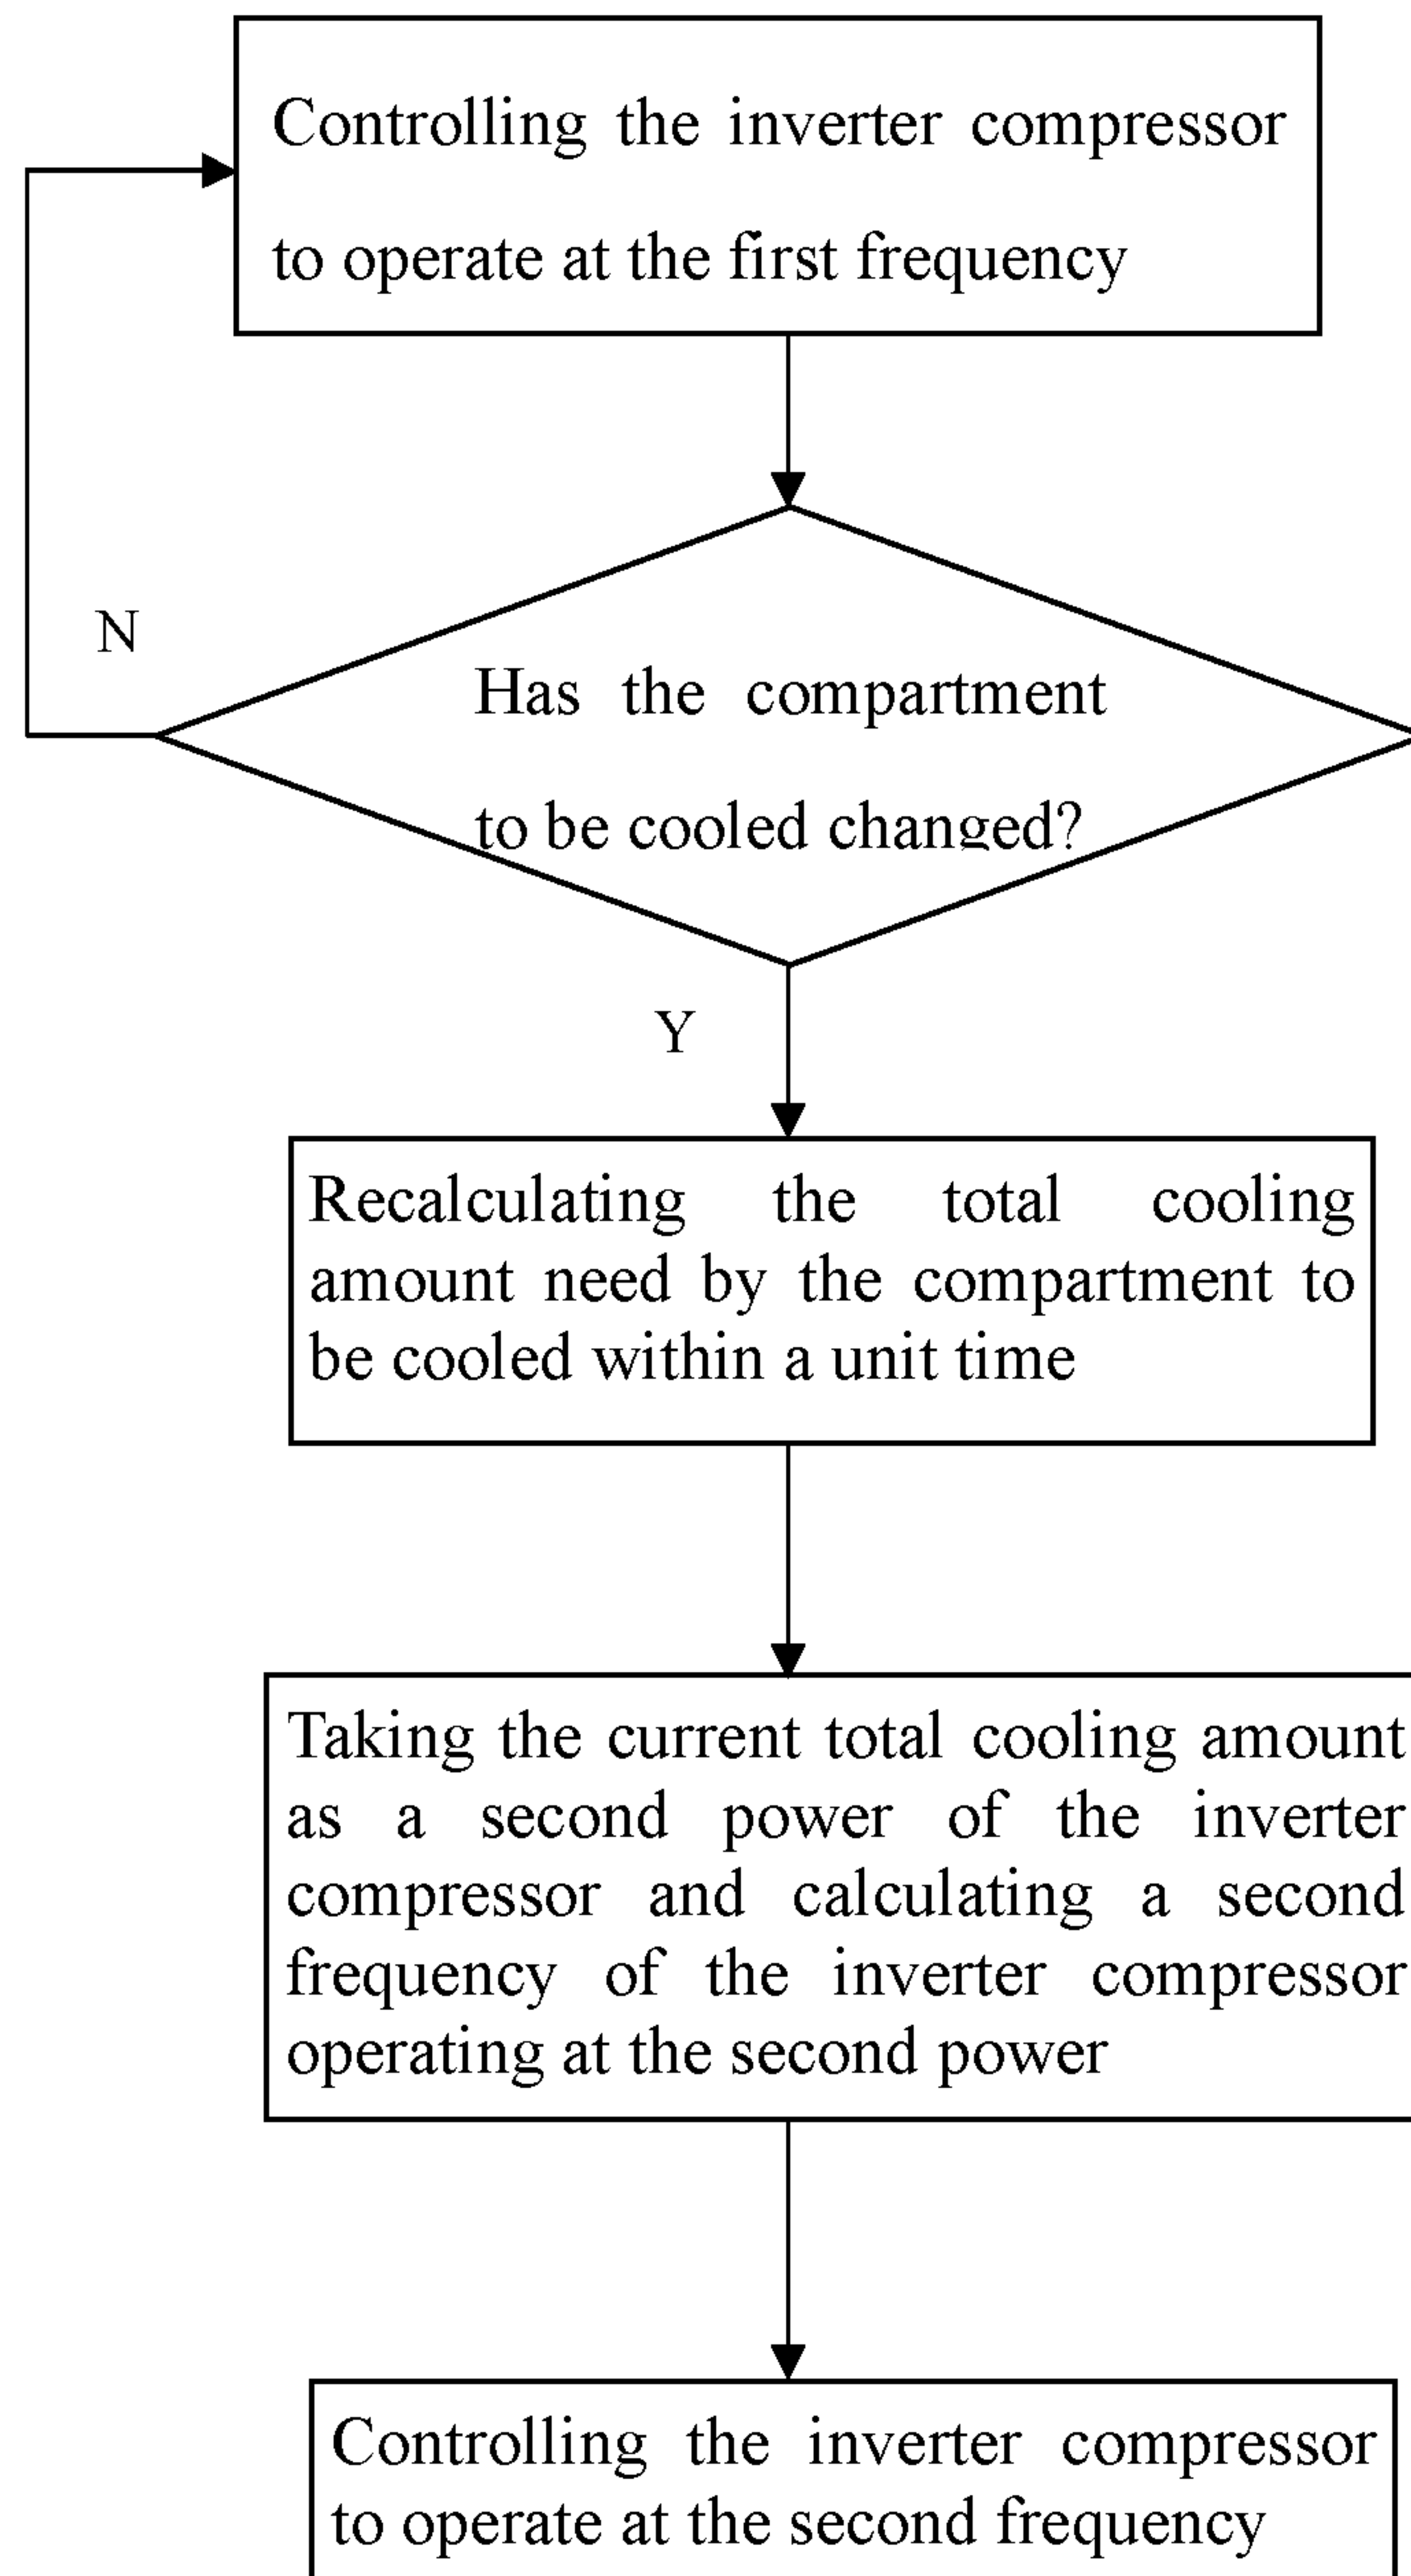 Controlling the inverter compressor
to operate at the first frequency
N
Has the compartment
to be cooled changed?
Y
Recalculating the total cooling
amount need by the compartment to
be cooled within a unit time
Taking the current total cooling amount
as a second power of the inverter
compressor and calculating a second
frequency of the inverter compressor
operating at the second power
Controlling the inverter compressor
to operate at the second frequency